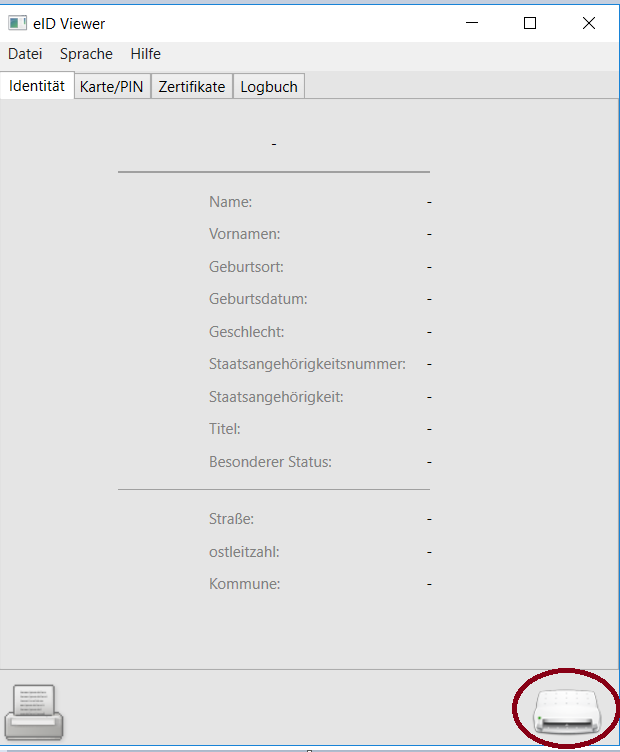 eID Viewer
Datei Sprache Hilfe
Identität Karte/PIN Zertifikate Logbuch
-
Name: -
Vornamen: -
Geburtsort: -
Geburtsdatum: -
Geschlecht: -
Staatsangehörigkeitsnummer: -
Staatsangehörigkeit: -
Titel: -
Besonderer Status: -
Straße: -
ostleitzahl: -
Kommune: -